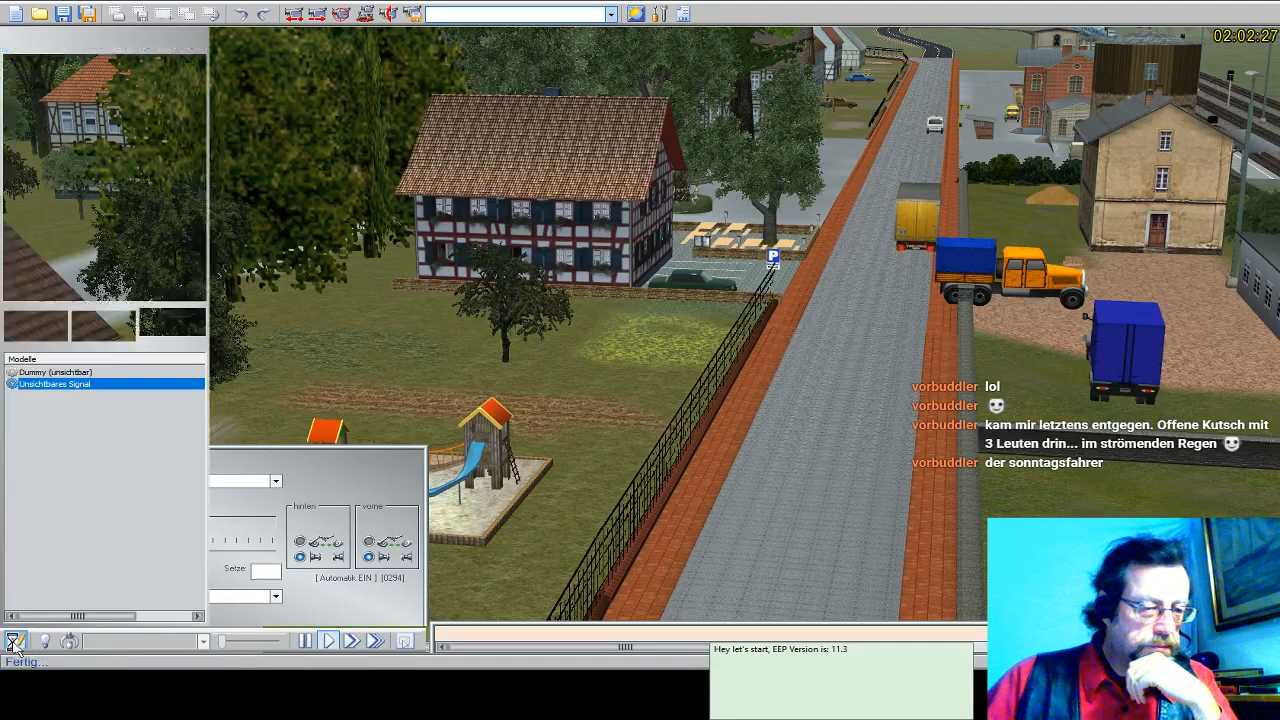 02:02:27
P
Modelle
Dummy (unsichtbar)
Unsichtbares Signal
vorbuddler lol
vorbuddler
vorbuddler kam mir letztens entgegen. Offene Kutsch mit
3 Leuten drin... im strömenden Regen
vorbuddler der sonntagsfahrer
hinten
vorne
Setze:
[ Automatik EIN ] [0294]
Fertig...
Hey let's start, EEP Version is: 11.3